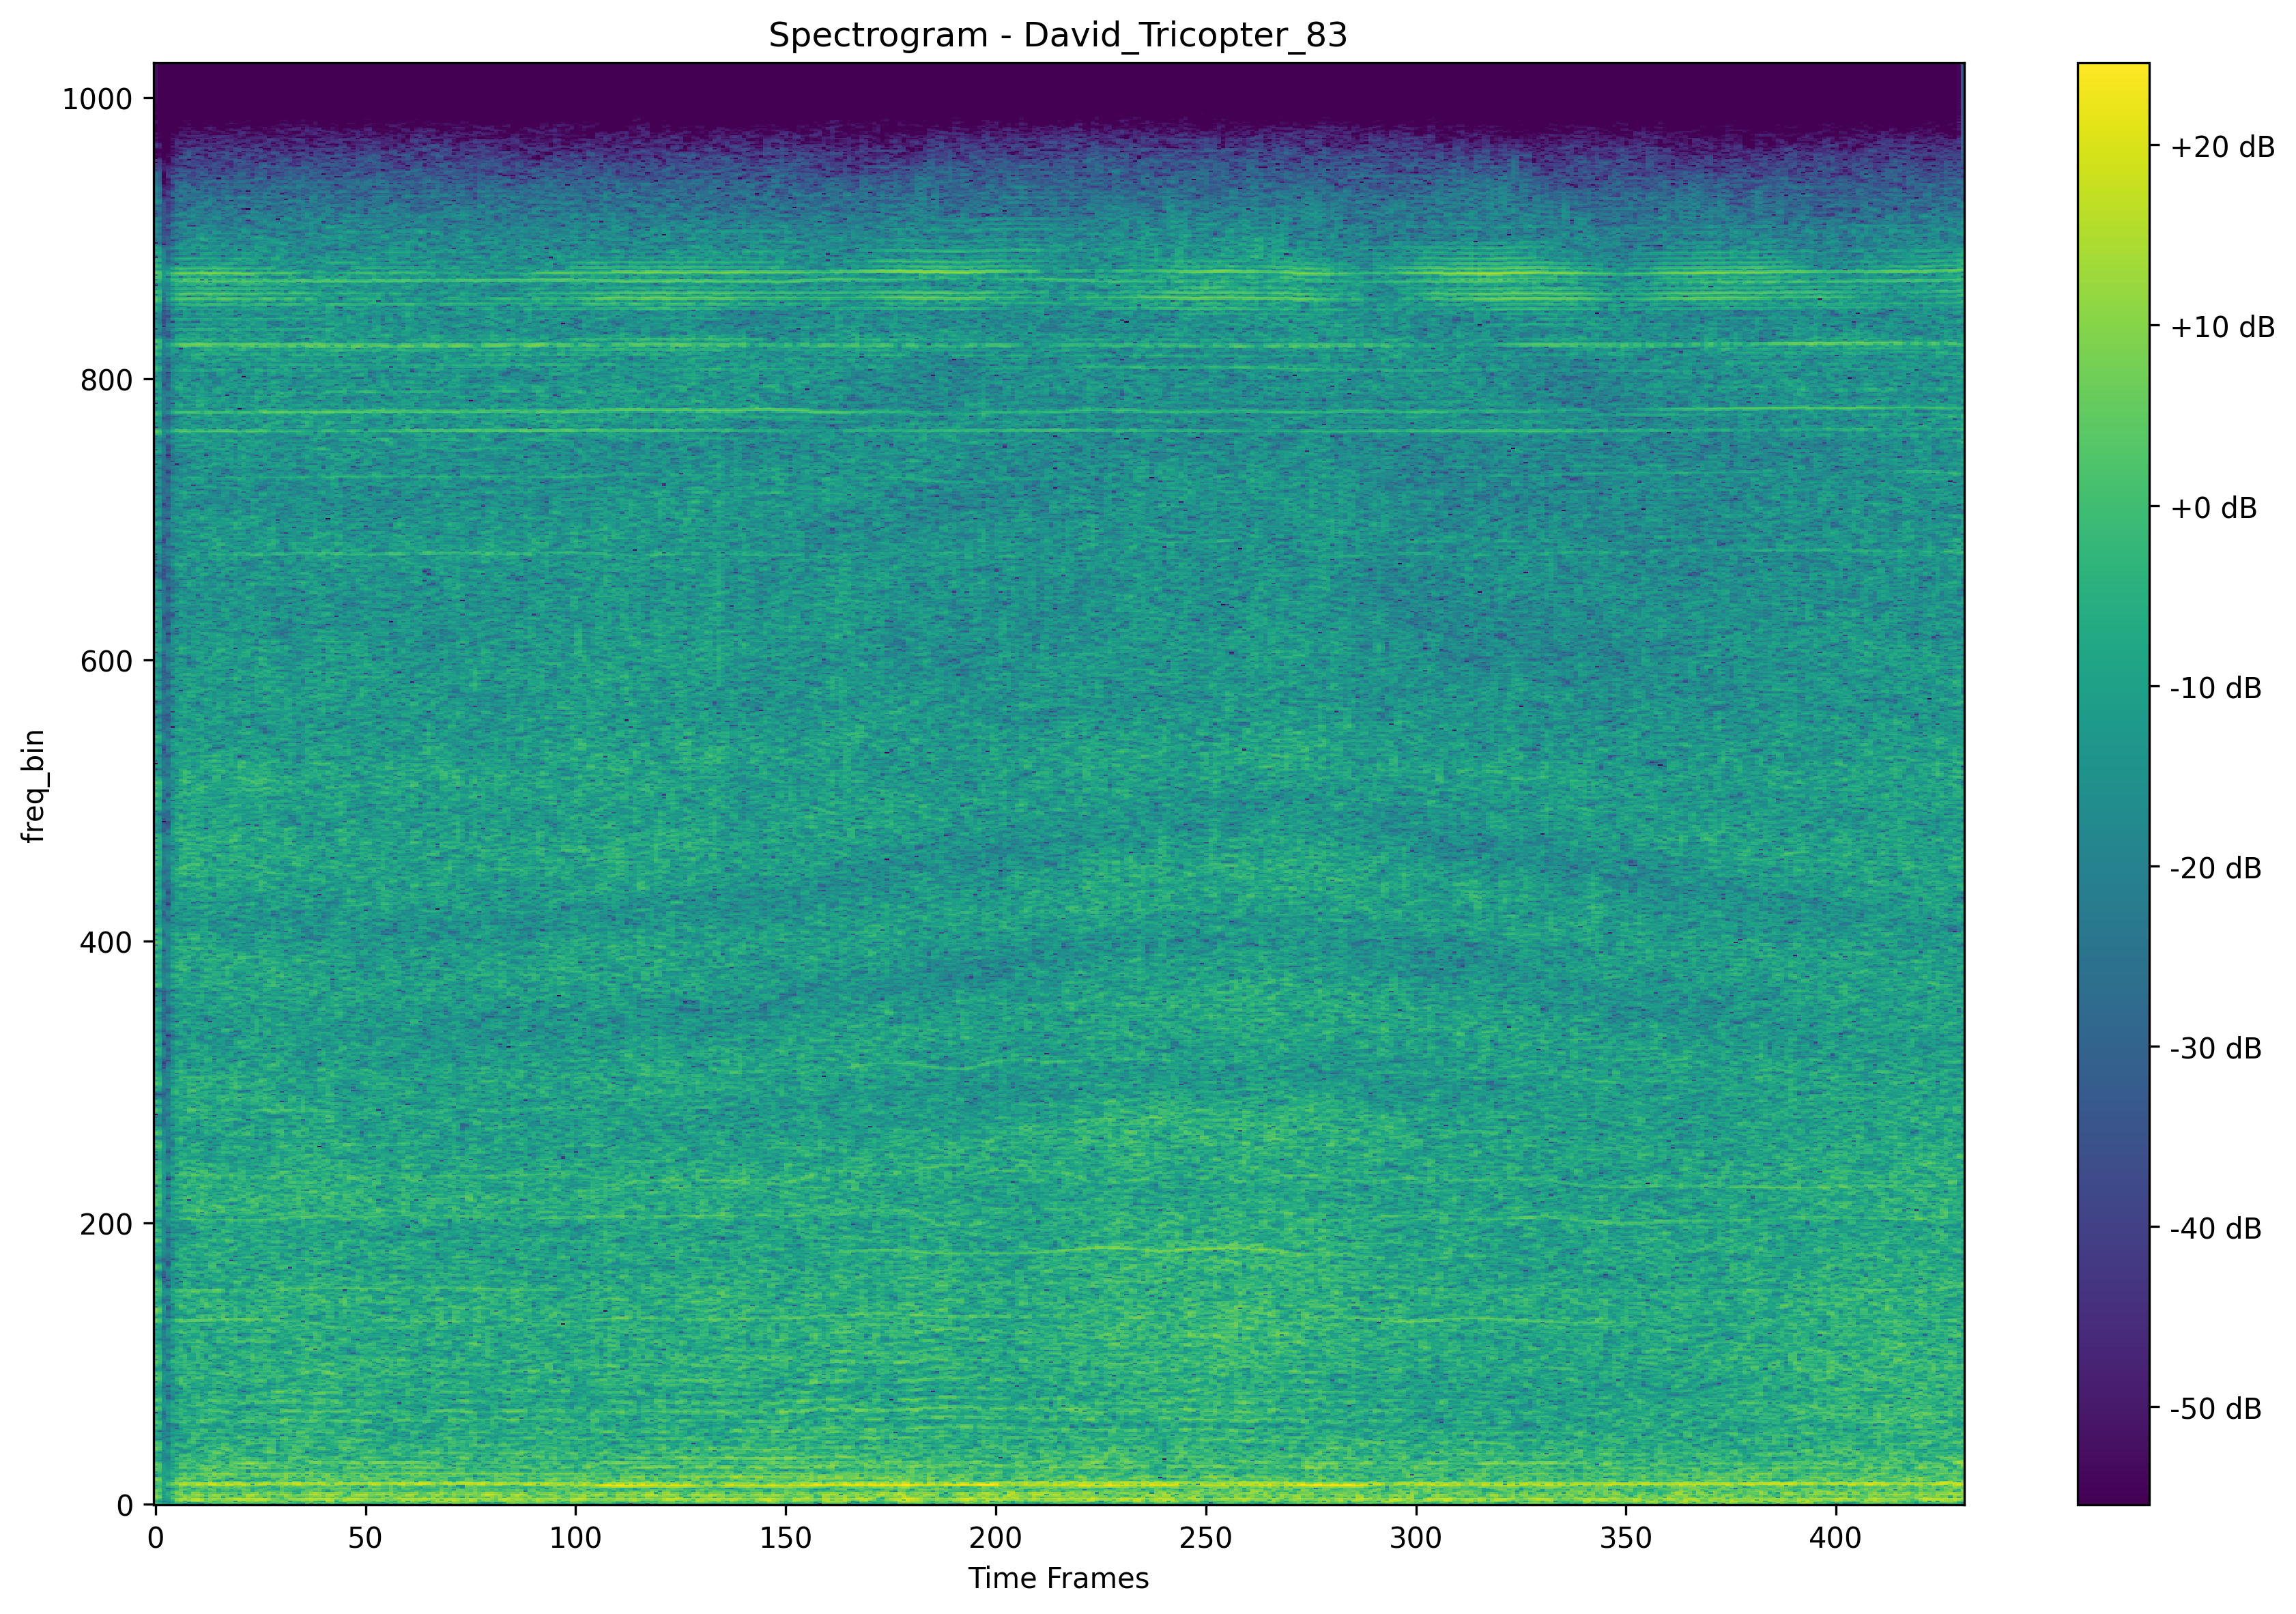 Spectrogram - David_Tricopter_83
1000
800
600
400
200
0
freq_bin
0 50 100 150 200 250 300 350 400
Time Frames
+20 dB
+10 dB
+0 dB
-10 dB
-20 dB
-30 dB
-40 dB
-50 dB